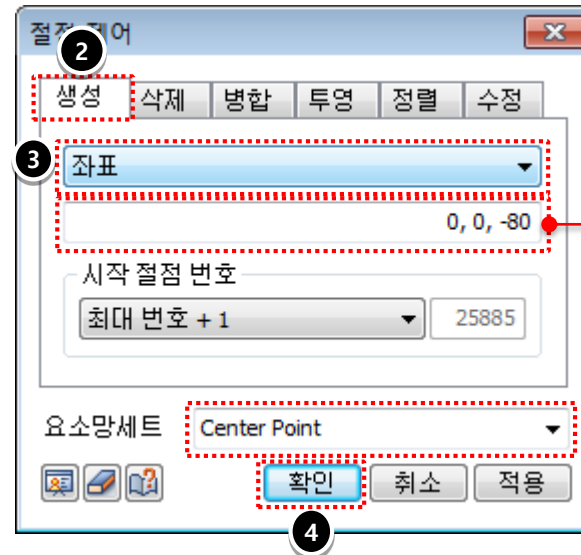 절점 제어
2
생성 삭제 병합 투영 정렬 수정
3
좌표
0, 0, -80
시작 절점 번호
최대 번호 + 1 25885
요소망세트 Center Point
확인 취소 적용
4